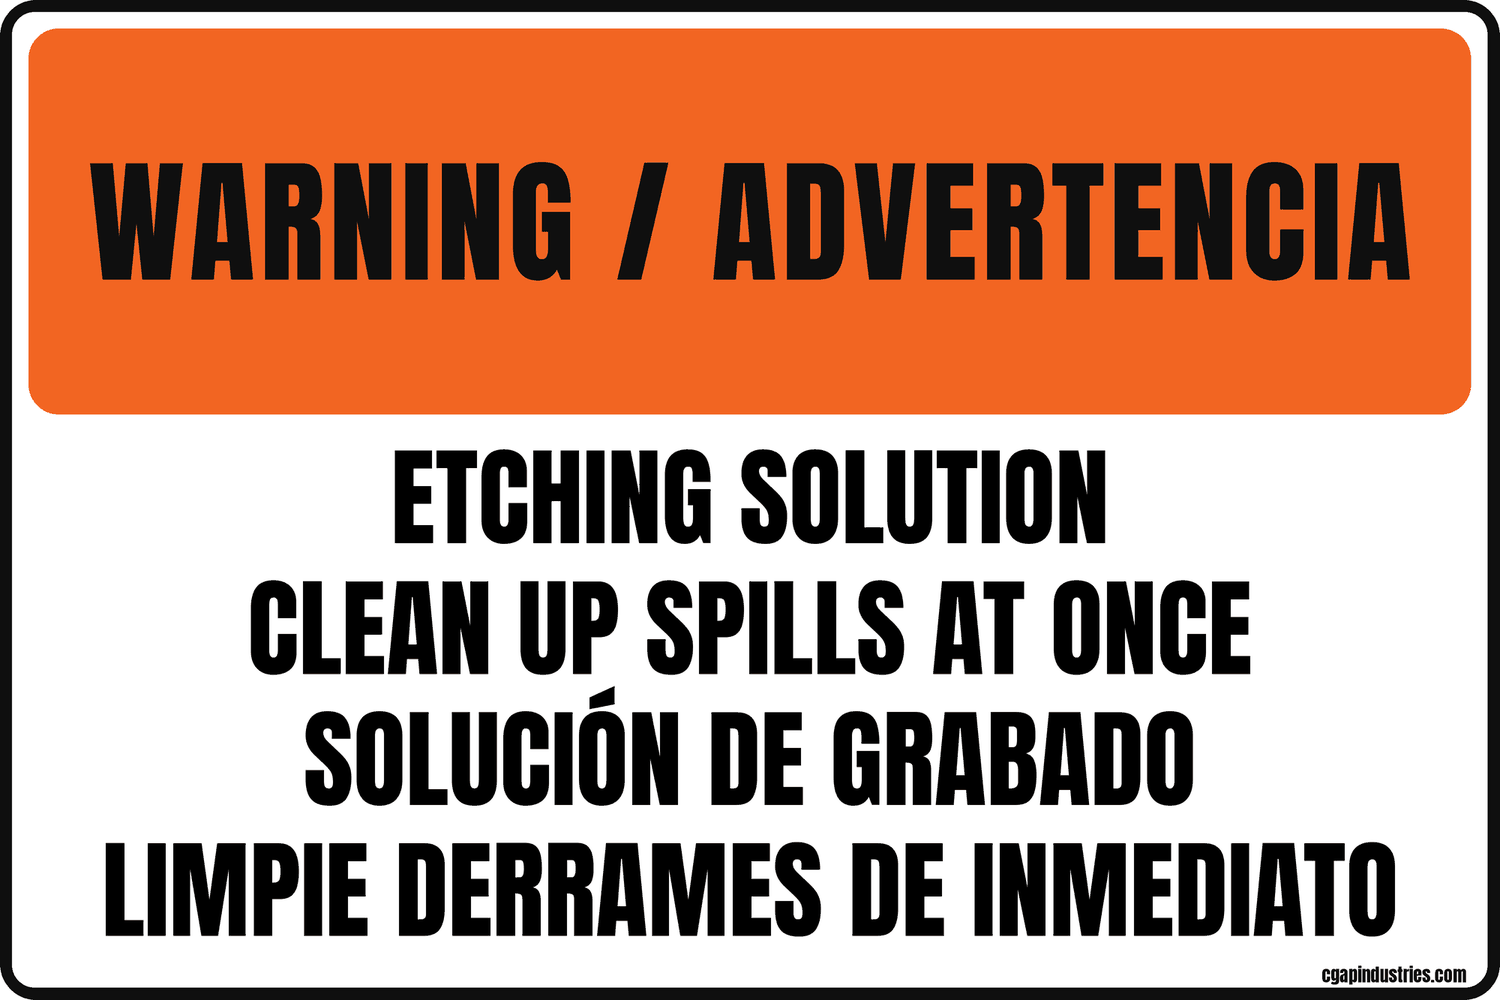 WARNING / ADVERTENCIA
ETCHING SOLUTION
CLEAN UP SPILLS AT ONCE
SOLUCIÓN DE GRABADO
LIMPIE DERRAMES DE INMEDIATO
cgapindustries.com